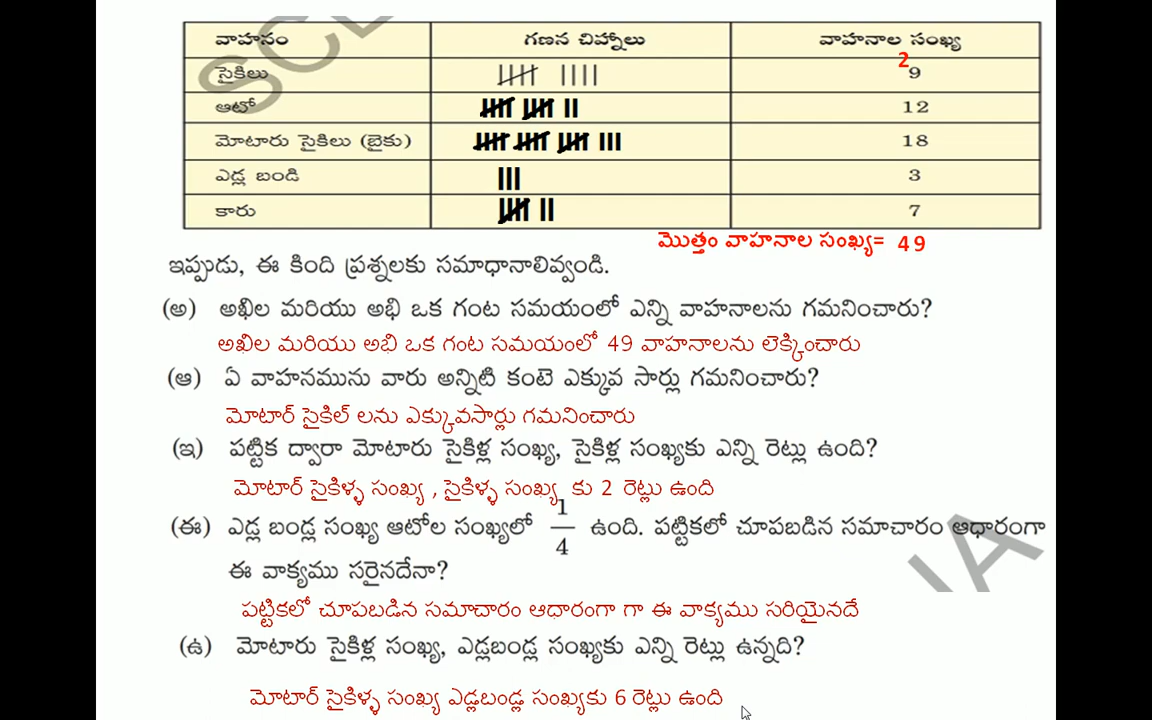 వాహనం గణన చిహ్నాలు వాహనాల సంఖ్య
2
సైకిలు 9
ఆటో 12
మోటారు సైకిలు (బైకు) 18
ఎడ్ల బండి 3
కారు 7
మొత్తం వాహనాల సంఖ్య= 49
ఇప్పుడు, ఈ కింది ప్రశ్నలకు సమాధానాలివ్వండి.
(అ) అఖిల మరియు అభి ఒక గంట సమయంలో ఎన్ని వాహనాలను గమనించారు?
అఖిల మరియు అభి ఒక గంట సమయంలో 49 వాహనాలను లెక్కించారు
(ఆ) ఏ వాహనమును వారు అన్నిటి కంటె ఎక్కువ సార్లు గమనించారు?
మోటార్ సైకిల్ లను ఎక్కువసార్లు గమనించారు
(ఇ) పట్టిక ద్వారా మోటారు సైకిళ్ల సంఖ్య, సైకిళ్ల సంఖ్యకు ఎన్ని రెట్లు ఉంది?
మోటార్ సైకిళ్ళ సంఖ్య , సైకిళ్ళ సంఖ్య కు 2 రెట్లు ఉంది
(ఈ) ఎడ్ల బండ్ల సంఖ్య ఆటోల సంఖ్యలో 1/4 ఉంది. పట్టికలో చూపబడిన సమాచారం ఆధారంగా
ఈ వాక్యము సరైనదేనా?
పట్టికలో చూపబడిన సమాచారం ఆదారంగా గా ఈ వాక్యము సరియైనదే
(ఉ) మోటారు సైకిళ్ల సంఖ్య, ఎడ్లబండ్ల సంఖ్యకు ఎన్ని రెట్లు ఉన్నది?
మోటార్ సైకిళ్ళ సంఖ్య ఎడ్లబండ్ల సంఖ్యకు 6 రెట్లు ఉంది